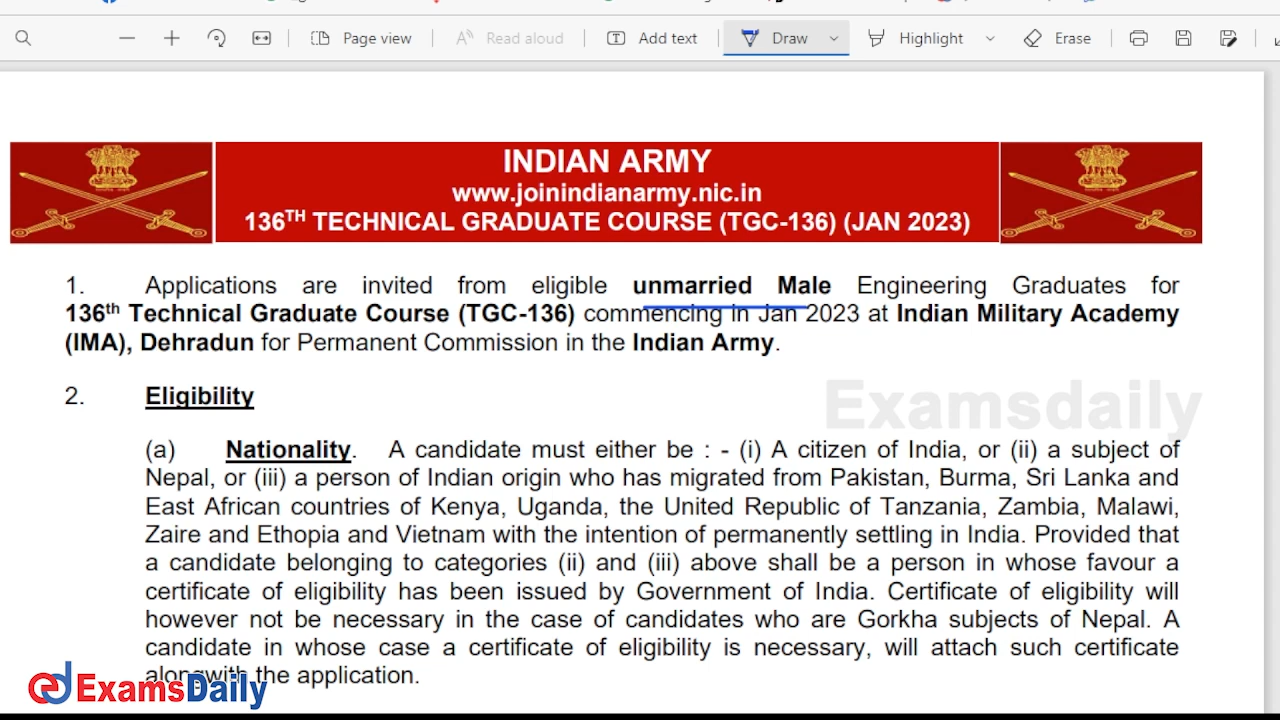 Page view Read aloud Add text Draw Highlight Erase
INDIAN ARMY
www.joinindianarmy.nic.in
136TH TECHNICAL GRADUATE COURSE (TGC-136) (JAN 2023)
1. Applications are invited from eligible unmarried Male Engineering Graduates for
136th Technical Graduate Course (TGC-136) commencing in Jan 2023 at Indian Military Academy
(IMA), Dehradun for Permanent Commission in the Indian Army.
2. Eligibility
Examsdaily
(a) Nationality. A candidate must either be : - (i) A citizen of India, or (ii) a subject of
Nepal, or (iii) a person of Indian origin who has migrated from Pakistan, Burma, Sri Lanka and
East African countries of Kenya, Uganda, the United Republic of Tanzania, Zambia, Malawi,
Zaire and Ethopia and Vietnam with the intention of permanently settling in India. Provided that
a candidate belonging to categories (ii) and (iii) above shall be a person in whose favour a
certificate of eligibility has been issued by Government of India. Certificate of eligibility will
however not be necessary in the case of candidates who are Gorkha subjects of Nepal. A
candidate in whose case a certificate of eligibility is necessary, will attach such certificate
alongwith the application.
ed ExamsDaily